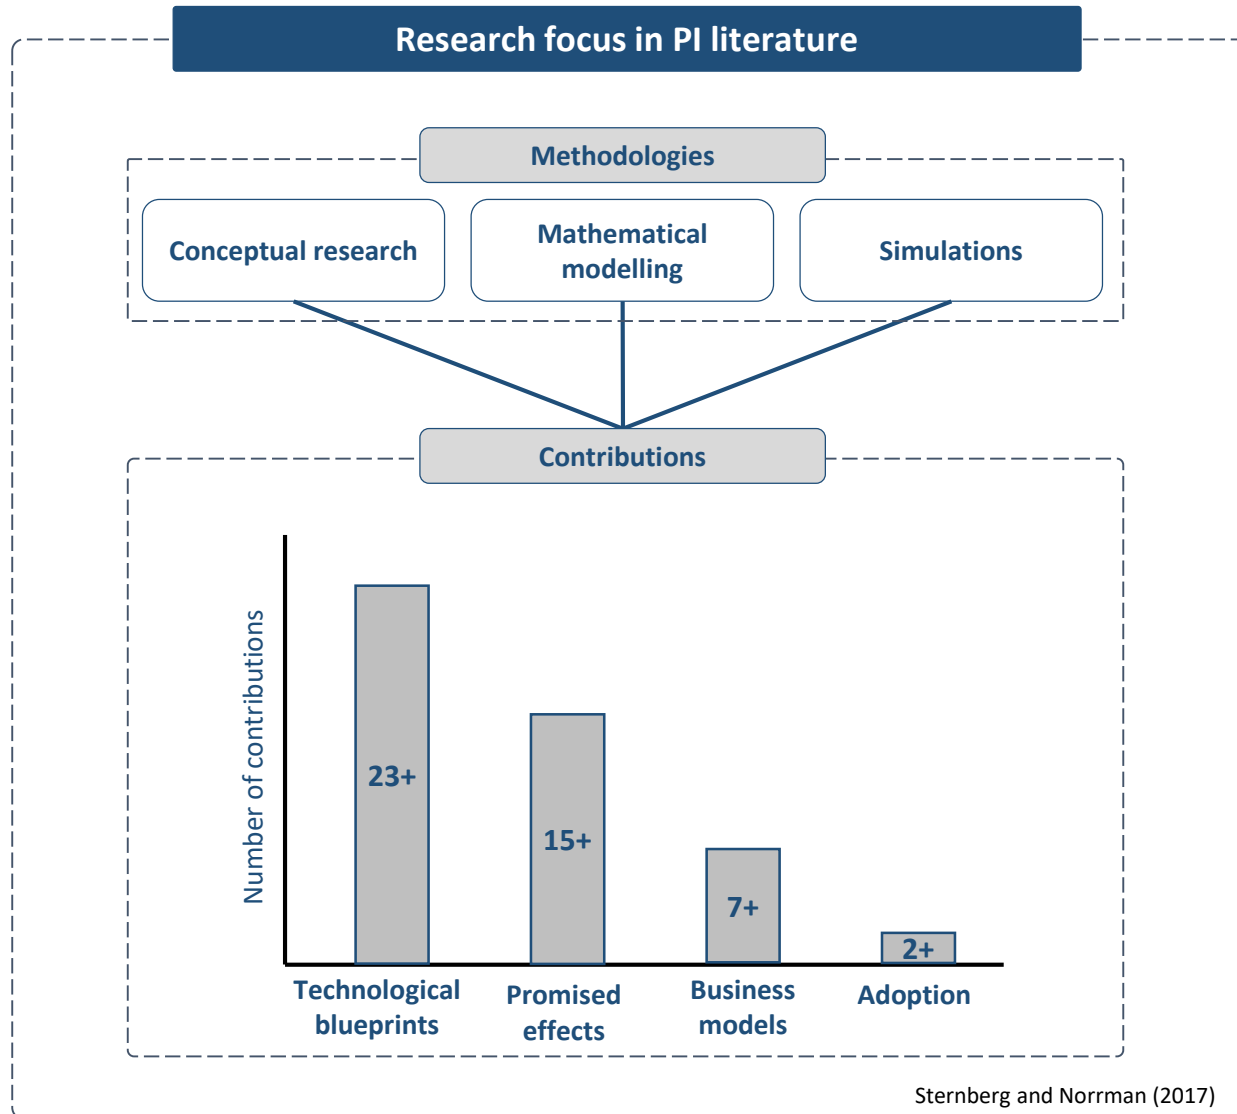 Research focus in PI literature
Methodologies
Conceptual research
Mathematical
modelling
Simulations
Contributions
Number of contributions
23+
15+
7+
2+
Technological
blueprints
Promised
effects
Business
models
Adoption
Sternberg and Norrman (2017)